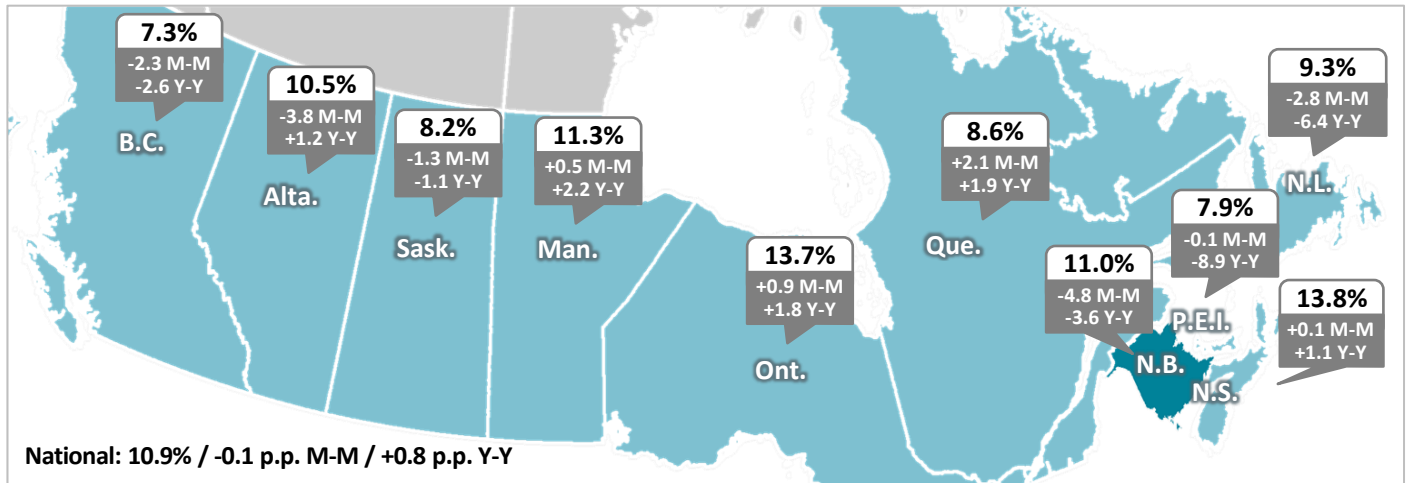 7.3%
-2.3 M-M
-2.6 Y-Y
B.C.
10.5%
-3.8 M-M
+1.2 Y-Y
Alta.
8.2%
-1.3 M-M
-1.1 Y-Y
Sask.
11.3%
+0.5 M-M
+2.2 Y-Y
Man.
13.7%
+0.9 M-M
+1.8 Y-Y
Ont.
8.6%
+2.1 M-M
+1.9 Y-Y
Que.
9.3%
-2.8 M-M
-6.4 Y-Y
N.L.
7.9%
-0.1 M-M
-8.9 Y-Y
P.E.I.
11.0%
-4.8 M-M
-3.6 Y-Y
N.B.
13.8%
+0.1 M-M
+1.1 Y-Y
N.S.
National: 10.9% / -0.1 p.p. M-M / +0.8 p.p. Y-Y